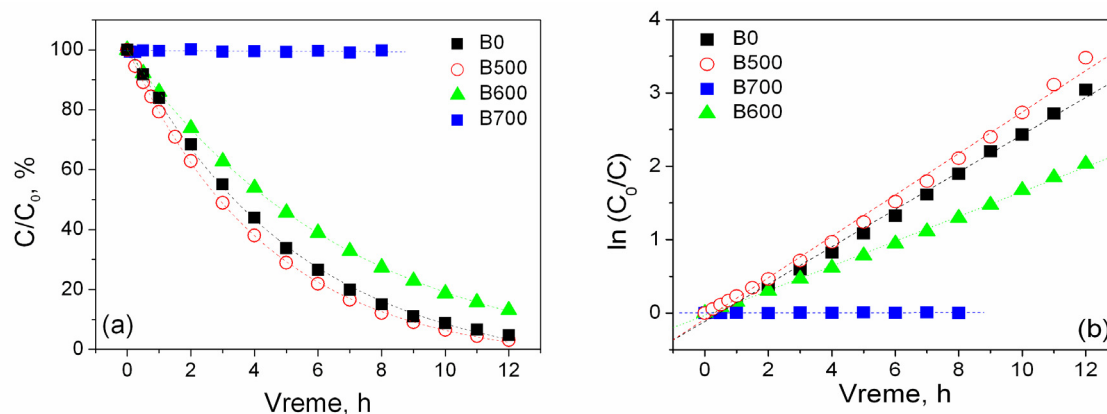 100
80
60
40
20
0
C/C₀, %
B0
B500
B600
B700
(a)
0 2 4 6 8 10 12
Vreme, h
4
3
2
1
0
ln (C₀/C)
B0
B500
B700
B600
(b)
0 2 4 6 8 10 12
Vreme, h